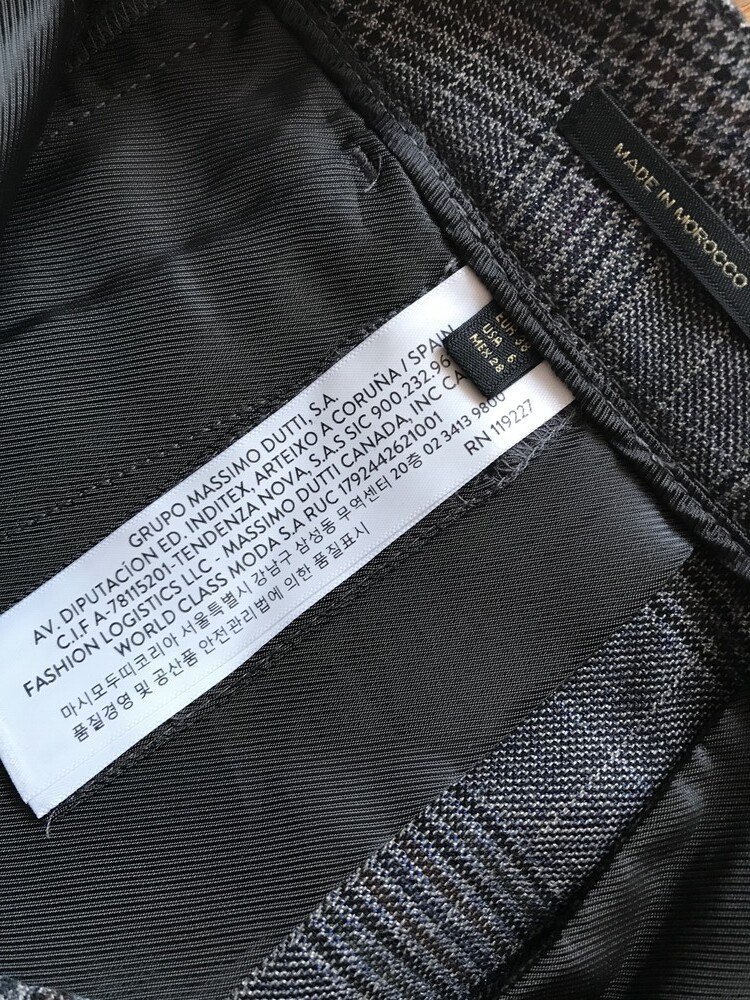 MADE IN MOROCCO
EUR 38
USA 6
MEX 28
GRUPO MASSIMO DUTTI, S.A.
AV. DIPUTACÍON ED. INDITEX, ARTEIXO A CORUNA / SPAIN
C.I.F A-78115201-TENDENZA NOVA, S.A.S SIC 900.232.96
FASHION LOGISTICS LLC - MASSIMO DUTTI CANADA, INC CA
WORLD CLASS MODA S.A RUC 1792442621001
마시모두띠코리아 서울특별시 강남구 삼성동 무역센터 20층 02 3413 9800
품질경영 및 공산품 안전관리법에 의한 품질표시
RN 119227